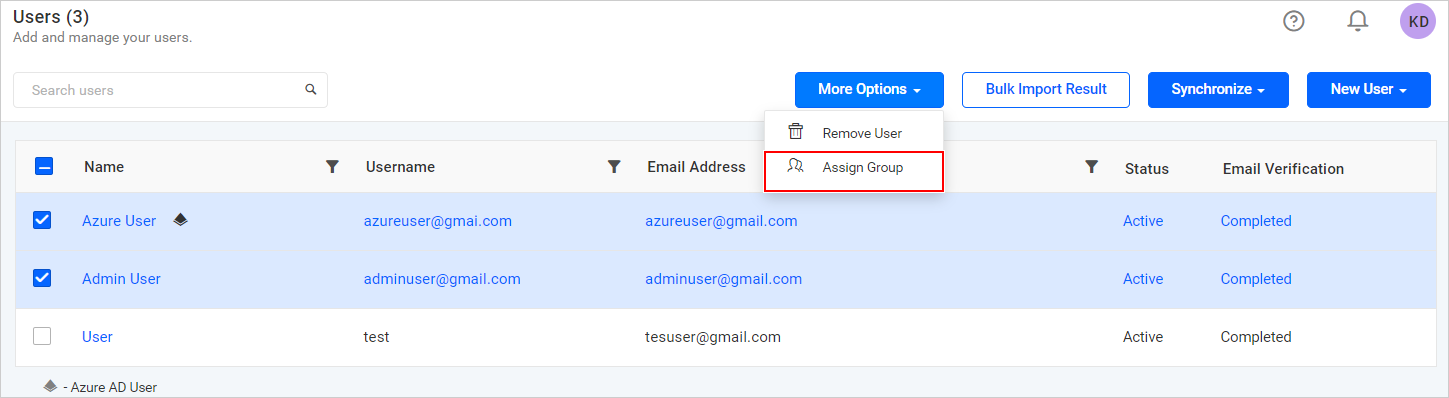 Users (3)
Add and manage your users.
KD
Search users
More Options
Bulk Import Result
Synchronize
New User
Remove User
Assign Group
Name
Username
Email Address
Status
Email Verification
Azure User
azureuser@gmai.com
azureuser@gmail.com
Active
Completed
Admin User
adminuser@gmail.com
adminuser@gmail.com
Active
Completed
User
test
tesuser@gmail.com
Active
Completed
- Azure AD User